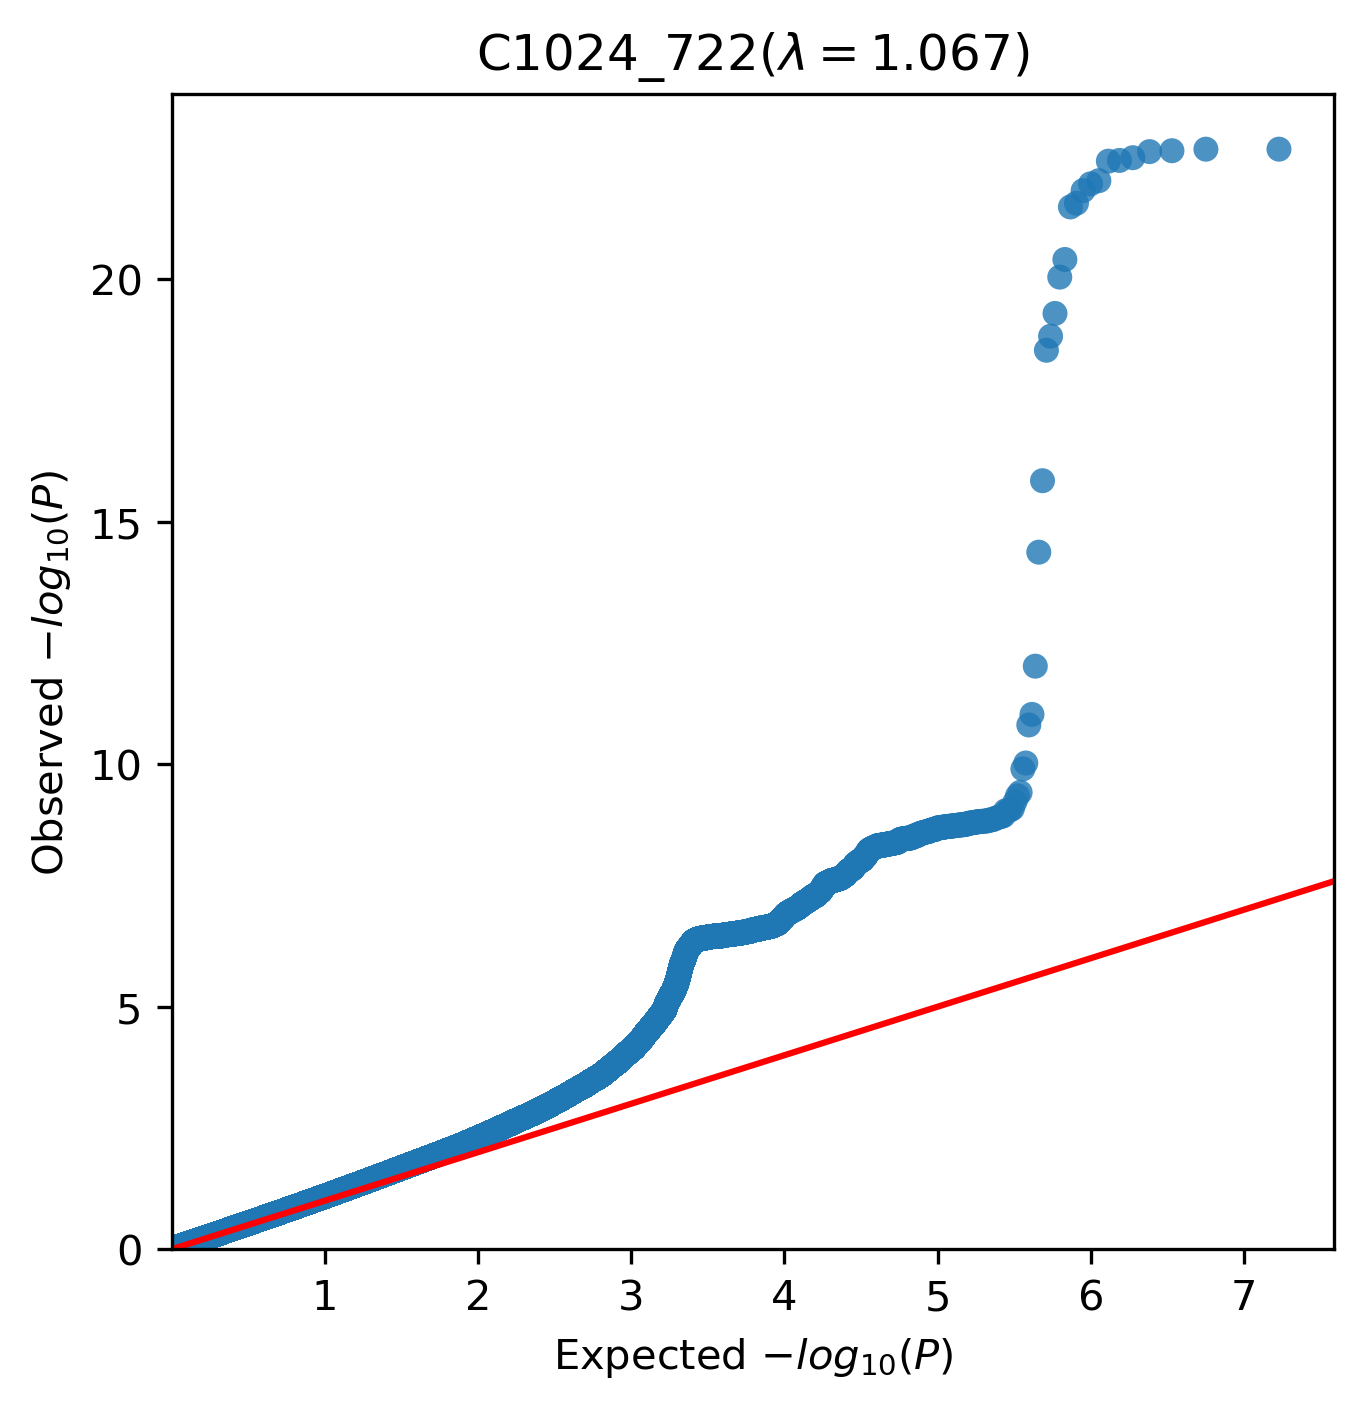 C1024_722(λ = 1.067)
Observed −log₁₀(P)
20
15
10
5
0
1 2 3 4 5 6 7
Expected −log₁₀(P)